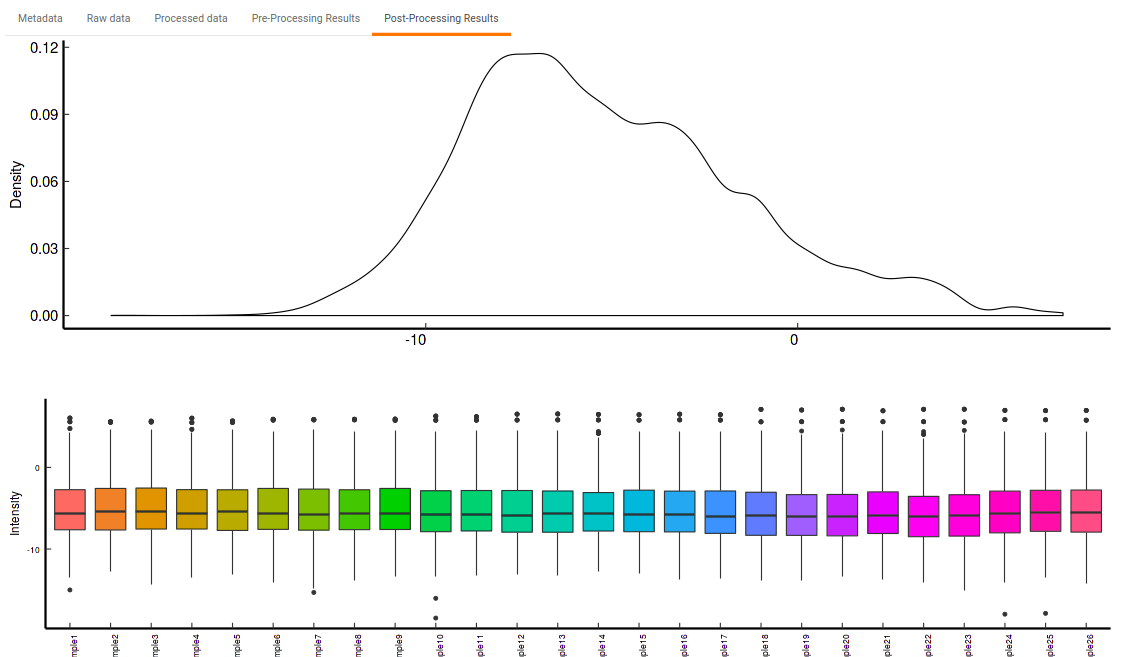 Metadata Raw data Processed data Pre-Processing Results Post-Processing Results
0.12
0.09
0.06
0.03
0.00
Density
-10 0
0
-10
Intensity
mple1 mple2 mple3 mple4 mple5 mple6 mple7 mple8 mple9 ple10 ple11 ple12 ple13 ple14 ple15 ple16 ple17 ple18 ple19 ple20 ple21 ple22 ple23 ple24 ple25 ple26